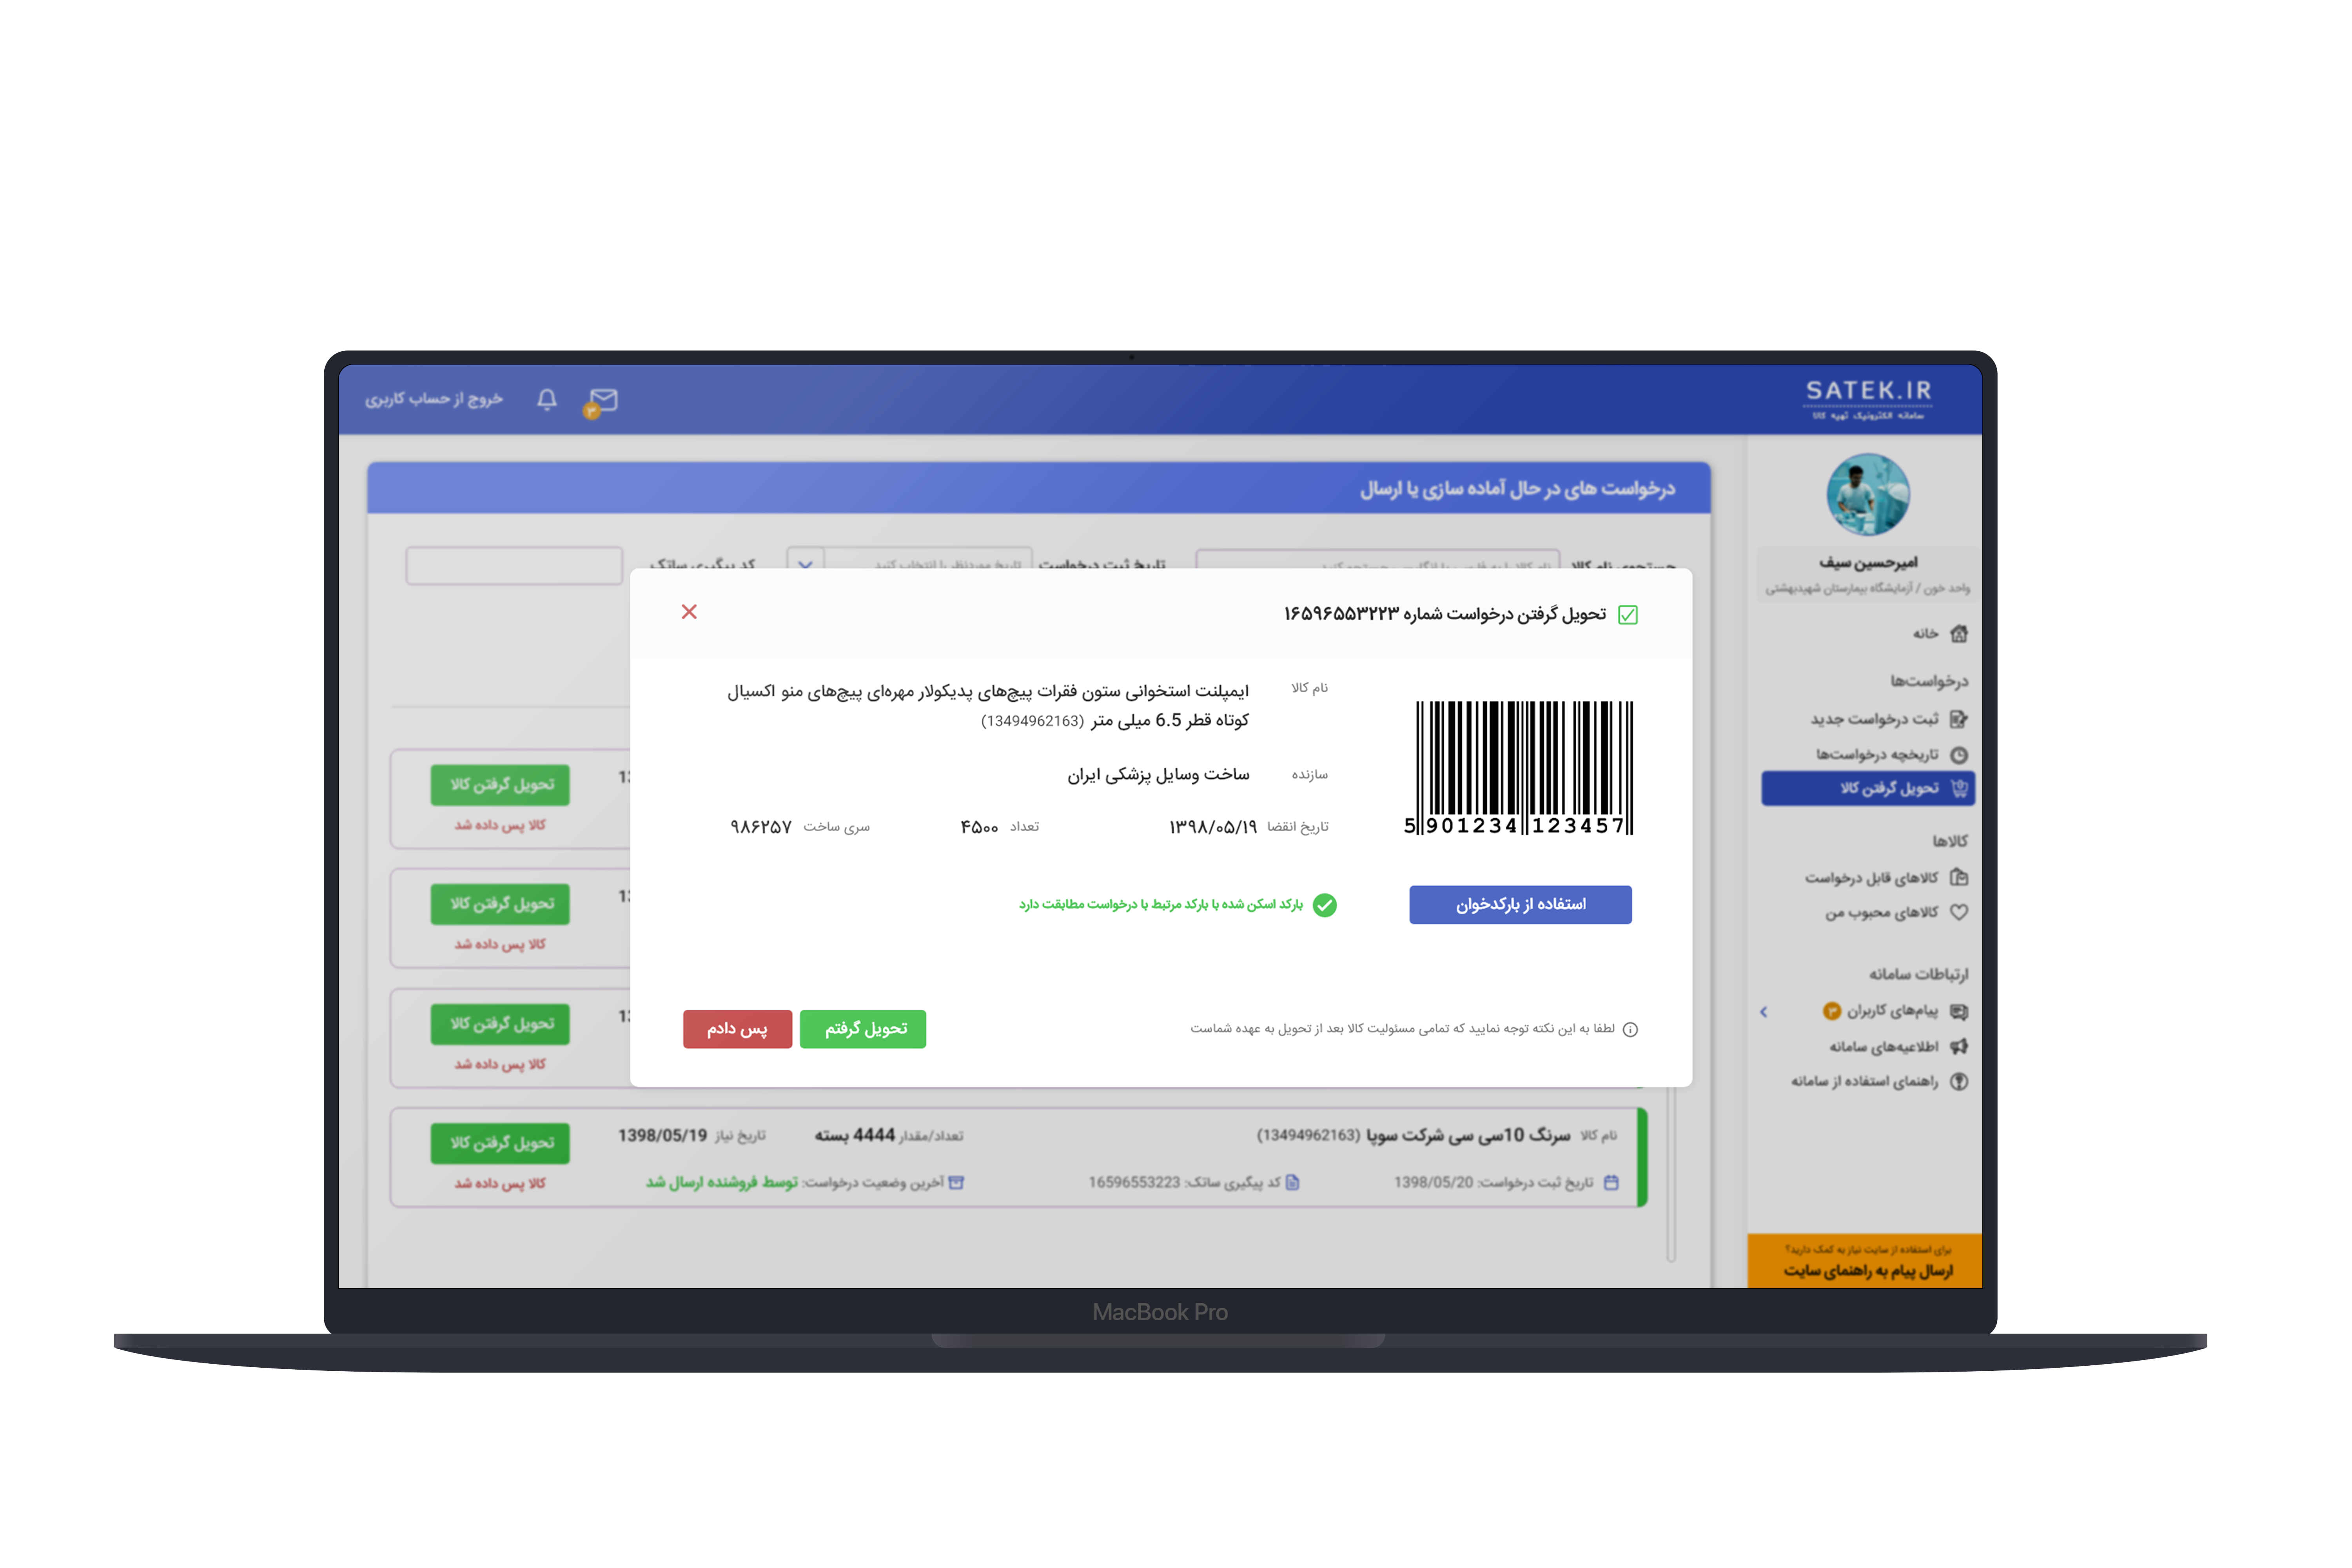 SATEK.IR
سامانه الکترونیک تهیه کالا
خروج از حساب کاربری
۳
امیرحسین سیف
واحد خون / آزمایشگاه بیمارستان شهیدبهشتی
خانه
درخواست‌ها
ثبت درخواست جدید
تاریخچه درخواست‌ها
تحویل گرفتن کالا
کالاها
کالاهای قابل درخواست
کالاهای محبوب من
ارتباطات سامانه
پیام‌های کاربران ۳
اطلاعیه‌های سامانه
راهنمای استفاده از سامانه
برای استفاده از سایت نیاز به کمک دارید؟
ارسال پیام به راهنمای سایت
درخواست های در حال آماده سازی یا ارسال
جستجوی نام کالا
تاریخ ثبت درخواست تاریخ موردنظر را انتخاب کنید
کد پیگیری ساتک
تحویل گرفتن درخواست شماره ۱۶۵۹۶۵۵۳۲۲۳
نام کالا ایمپلنت استخوانی ستون فقرات پیچ‌های پدیکولار مهره‌ای پیچ‌های منو اکسیال
کوتاه قطر 6.5 میلی متر (13494962163)
سازنده ساخت وسایل پزشکی ایران
تاریخ انقضا ۱۳۹۸/۰۵/۱۹ تعداد ۴۵۰۰ سری ساخت ۹۸۶۲۵۷
5 901234 123457
استفاده از بارکدخوان
بارکد اسکن شده با بارکد مرتبط با درخواست مطابقت دارد
لطفا به این نکته توجه نمایید که تمامی مسئولیت کالا بعد از تحویل به عهده شماست
تحویل گرفتم
پس دادم
تحویل گرفتن کالا
کالا پس داده شد
تحویل گرفتن کالا
کالا پس داده شد
تحویل گرفتن کالا
کالا پس داده شد
نام کالا سرنگ 10سی سی شرکت سوپا (13494962163) تعداد/مقدار 4444 بسته تاریخ نیاز 1398/05/19
تاریخ ثبت درخواست: 1398/05/20 کد پیگیری ساتک: 16596553223 آخرین وضعیت درخواست: توسط فروشنده ارسال شد
تحویل گرفتن کالا
کالا پس داده شد
MacBook Pro